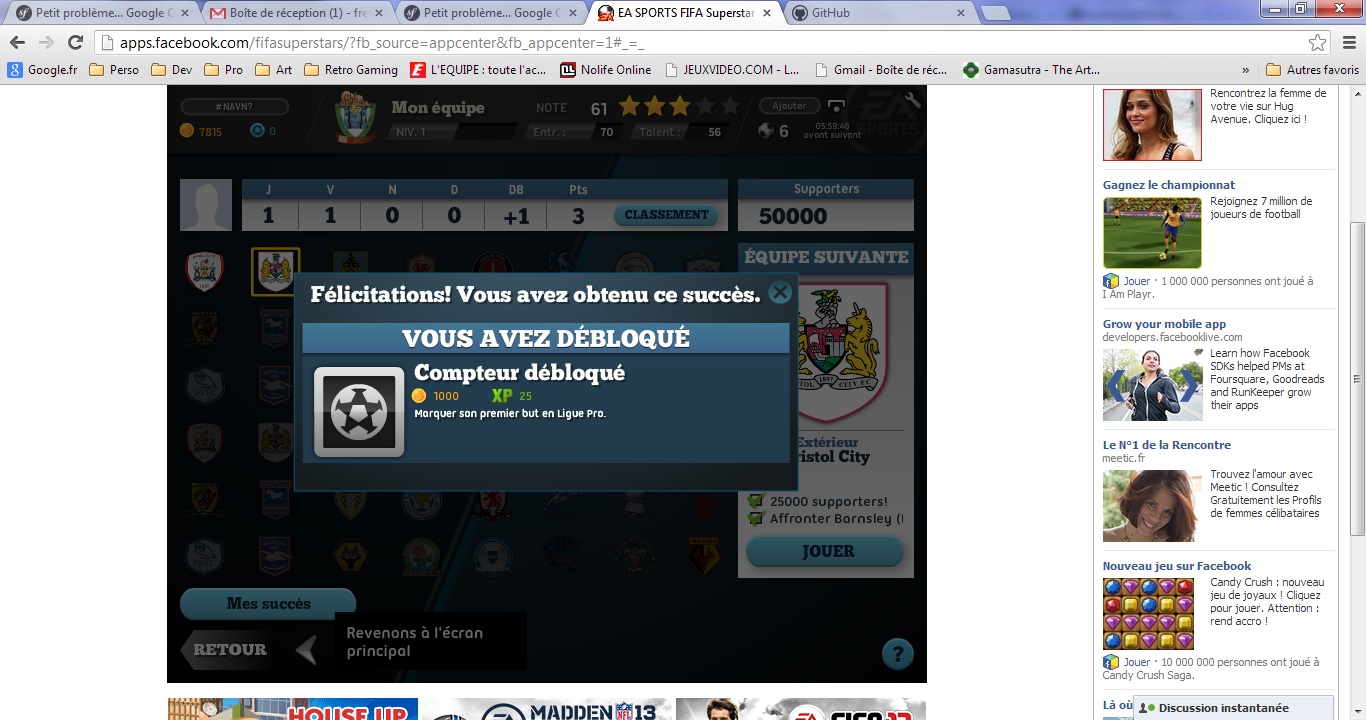 Petit problème... Google C
Boîte de réception (1) - fre
Petit problème... Google C
EA SPORTS FIFA Superstar
GitHub
apps.facebook.com/fifasuperstars/?fb_source=appcenter&fb_appcenter=1#_=_
Google.fr
Perso
Dev
Pro
Art
Retro Gaming
L'EQUIPE : toute l'ac...
Nolife Online
JEUXVIDEO.COM - L...
Gmail - Boîte de réc...
Gamasutra - The Art...
»
Autres favoris
#NAVN?
7815
0
Mon équipe
NIV. 1
NOTE 61
Entr. : 70
Talent : 56
Ajouter
6
05:59:46
avant suivant
EA SPORTS
J V N D DB Pts
1 1 0 0 +1 3
CLASSEMENT
Supporters
50000
ÉQUIPE SUIVANTE
Félicitations! Vous avez obtenu ce succès.
VOUS AVEZ DÉBLOQUÉ
Compteur débloqué
1000 XP 25
Marquer son premier but en Ligue Pro.
Extérieur
ristol City
25000 supporters!
Affronter Barnsley (
JOUER
Mes succès
RETOUR
Revenons à l'écran
principal
?
HOUSE UP
MADDEN NFL 13
EA SPORTS
Rencontrez la femme de
votre vie sur Hug
Avenue. Cliquez ici !
Gagnez le championnat
Rejoignez 7 million de
joueurs de football
Jouer · 1 000 000 personnes ont joué à
I Am Playr.
Grow your mobile app
developers.facebooklive.com
Learn how Facebook
SDKs helped PMs at
Foursquare, Goodreads
and RunKeeper grow
their apps
Le N°1 de la Rencontre
meetic.fr
Trouvez l'amour avec
Meetic ! Consultez
Gratuitement les Profils
de femmes célibataires
Nouveau jeu sur Facebook
Candy Crush : nouveau
jeu de joyaux ! Cliquez
pour jouer. Attention :
rend accro !
Jouer · 10 000 000 personnes ont joué à
Candy Crush Saga.
Là où
Discussion instantanée